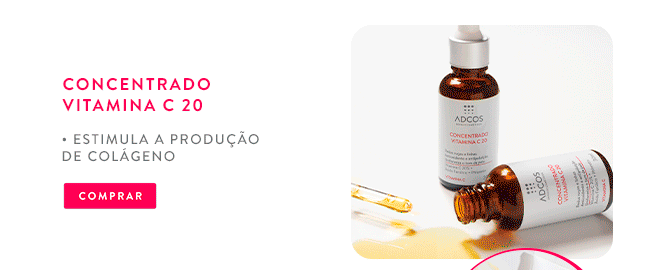 CONCENTRADO
VITAMINA C 20
• ESTIMULA A PRODUÇÃO
DE COLÁGENO
COMPRAR
ADCOS
CONCENTRADO
VITAMINA C 20
ADCOS
CONCENTRADO
VITAMINA C 20